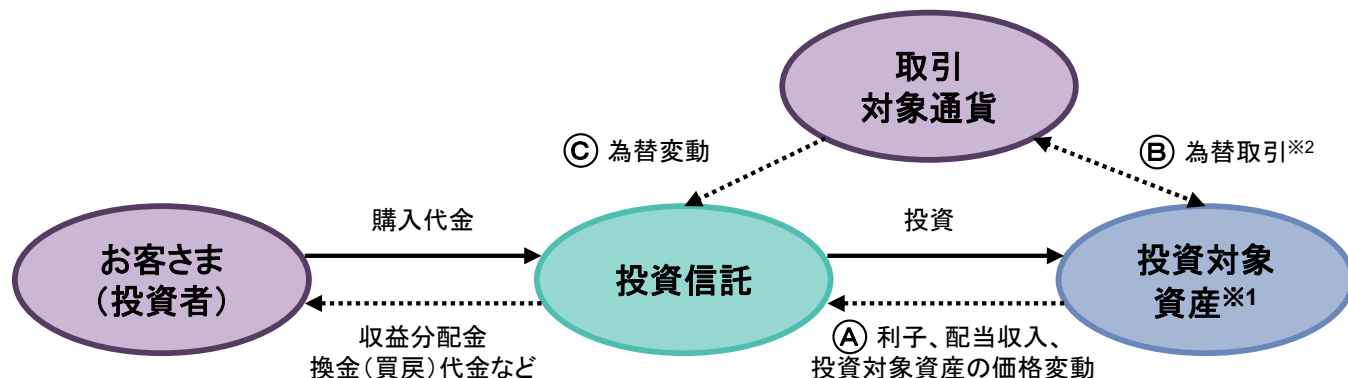 取引
対象通貨
Ⓒ 為替変動
Ⓑ 為替取引※2
購入代金
投資
お客さま
(投資者)
投資信託
投資対象
資産※1
収益分配金
換金(買戻)代金など
Ⓐ 利子、配当収入、
投資対象資産の価格変動